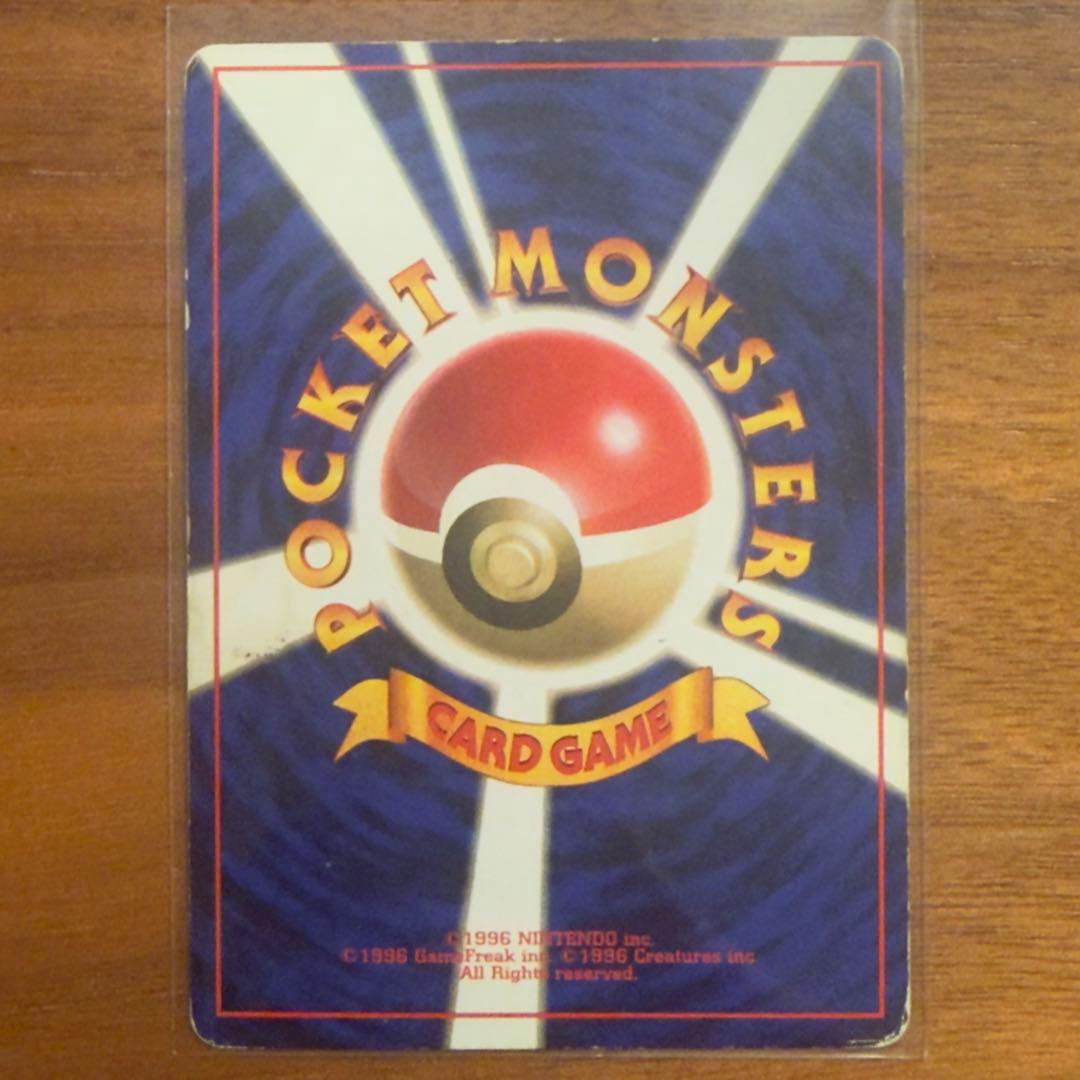 POCKET MONSTERS
CARD GAME
©1996 NINTENDO inc.
©1996 GameFreak inc. ©1996 Creatures inc.
All Rights reserved.